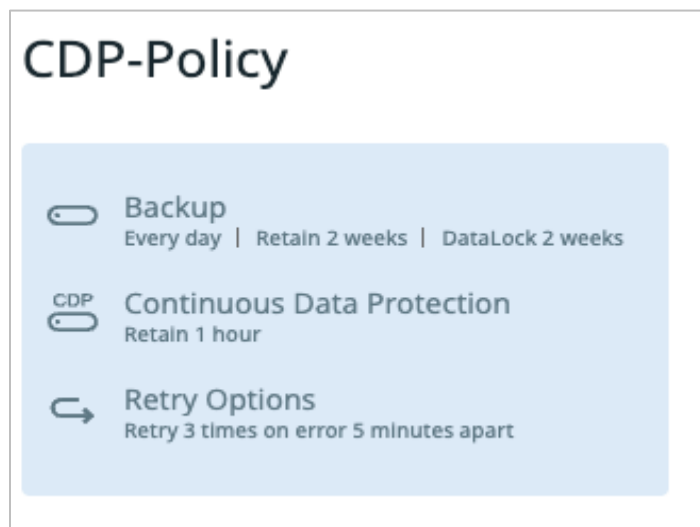 CDP-Policy
Backup
Every day | Retain 2 weeks | DataLock 2 weeks
CDP
Continuous Data Protection
Retain 1 hour
Retry Options
Retry 3 times on error 5 minutes apart